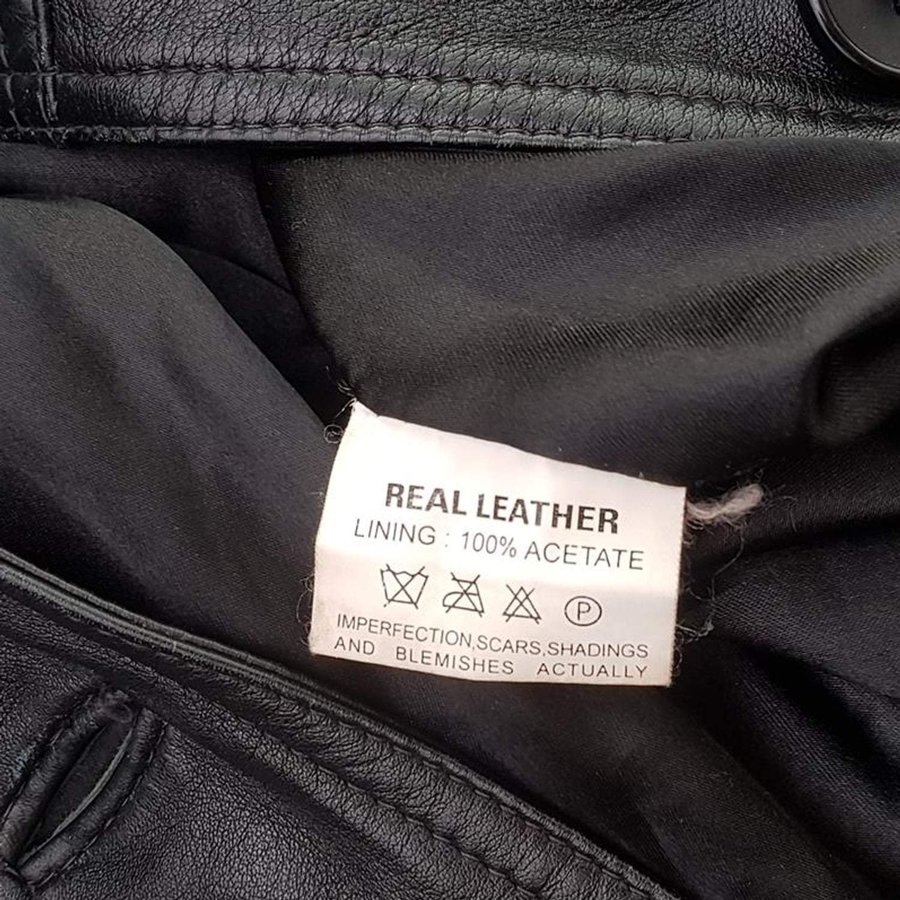 REAL LEATHER
LINING : 100% ACETATE
P
IMPERFECTION,SCARS,SHADINGS
AND BLEMISHES ACTUALLY